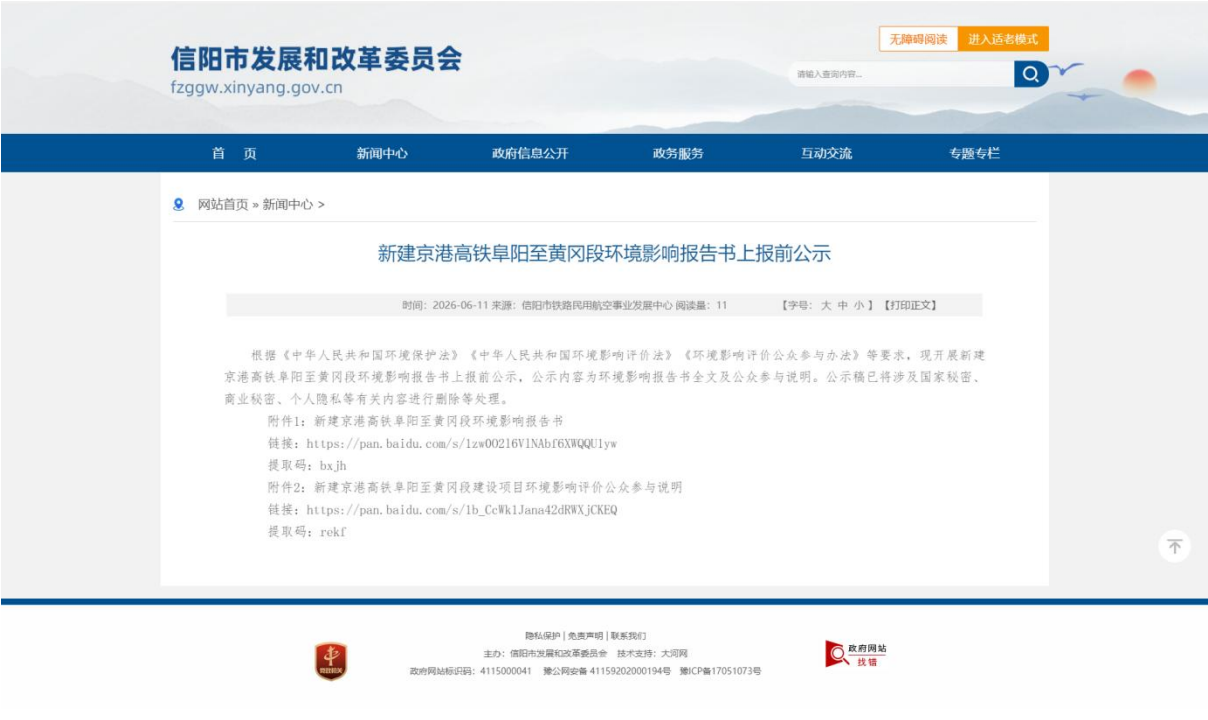 信阳市发展和改革委员会
fzggw.xinyang.gov.cn
无障碍阅读 进入适老模式
请输入查询内容...
首 页 新闻中心 政府信息公开 政务服务 互动交流 专题专栏
网站首页 » 新闻中心 >
新建京港高铁阜阳至黄冈段环境影响报告书上报前公示
时间：2026-06-11 来源：信阳市铁路民用航空事业发展中心 阅读量：11 【字号：大 中 小】【打印正文】
根据《中华人民共和国环境保护法》《中华人民共和国环境影响评价法》《环境影响评价公众参与办法》等要求，现开展新建
京港高铁阜阳至黄冈段环境影响报告书上报前公示，公示内容为环境影响报告书全文及公众参与说明。公示稿已将涉及国家秘密、
商业秘密、个人隐私等有关内容进行删除等处理。
附件1：新建京港高铁阜阳至黄冈段环境影响报告书
链接：https://pan.baidu.com/s/1zw0O2I6V1NAbf6XWQQU1yw
提取码：bxjh
附件2：新建京港高铁阜阳至黄冈段建设项目环境影响评价公众参与说明
链接：https://pan.baidu.com/s/1b_CcWk1Jana42dRWXjCKEQ
提取码：rekf
隐私保护 | 免责声明 | 联系我们
主办：信阳市发展和改革委员会 技术支持：大河网
政府网站标识码：4115000041 豫公网安备 41159202000194号 豫ICP备17051073号
党政机关
政府网站
找错